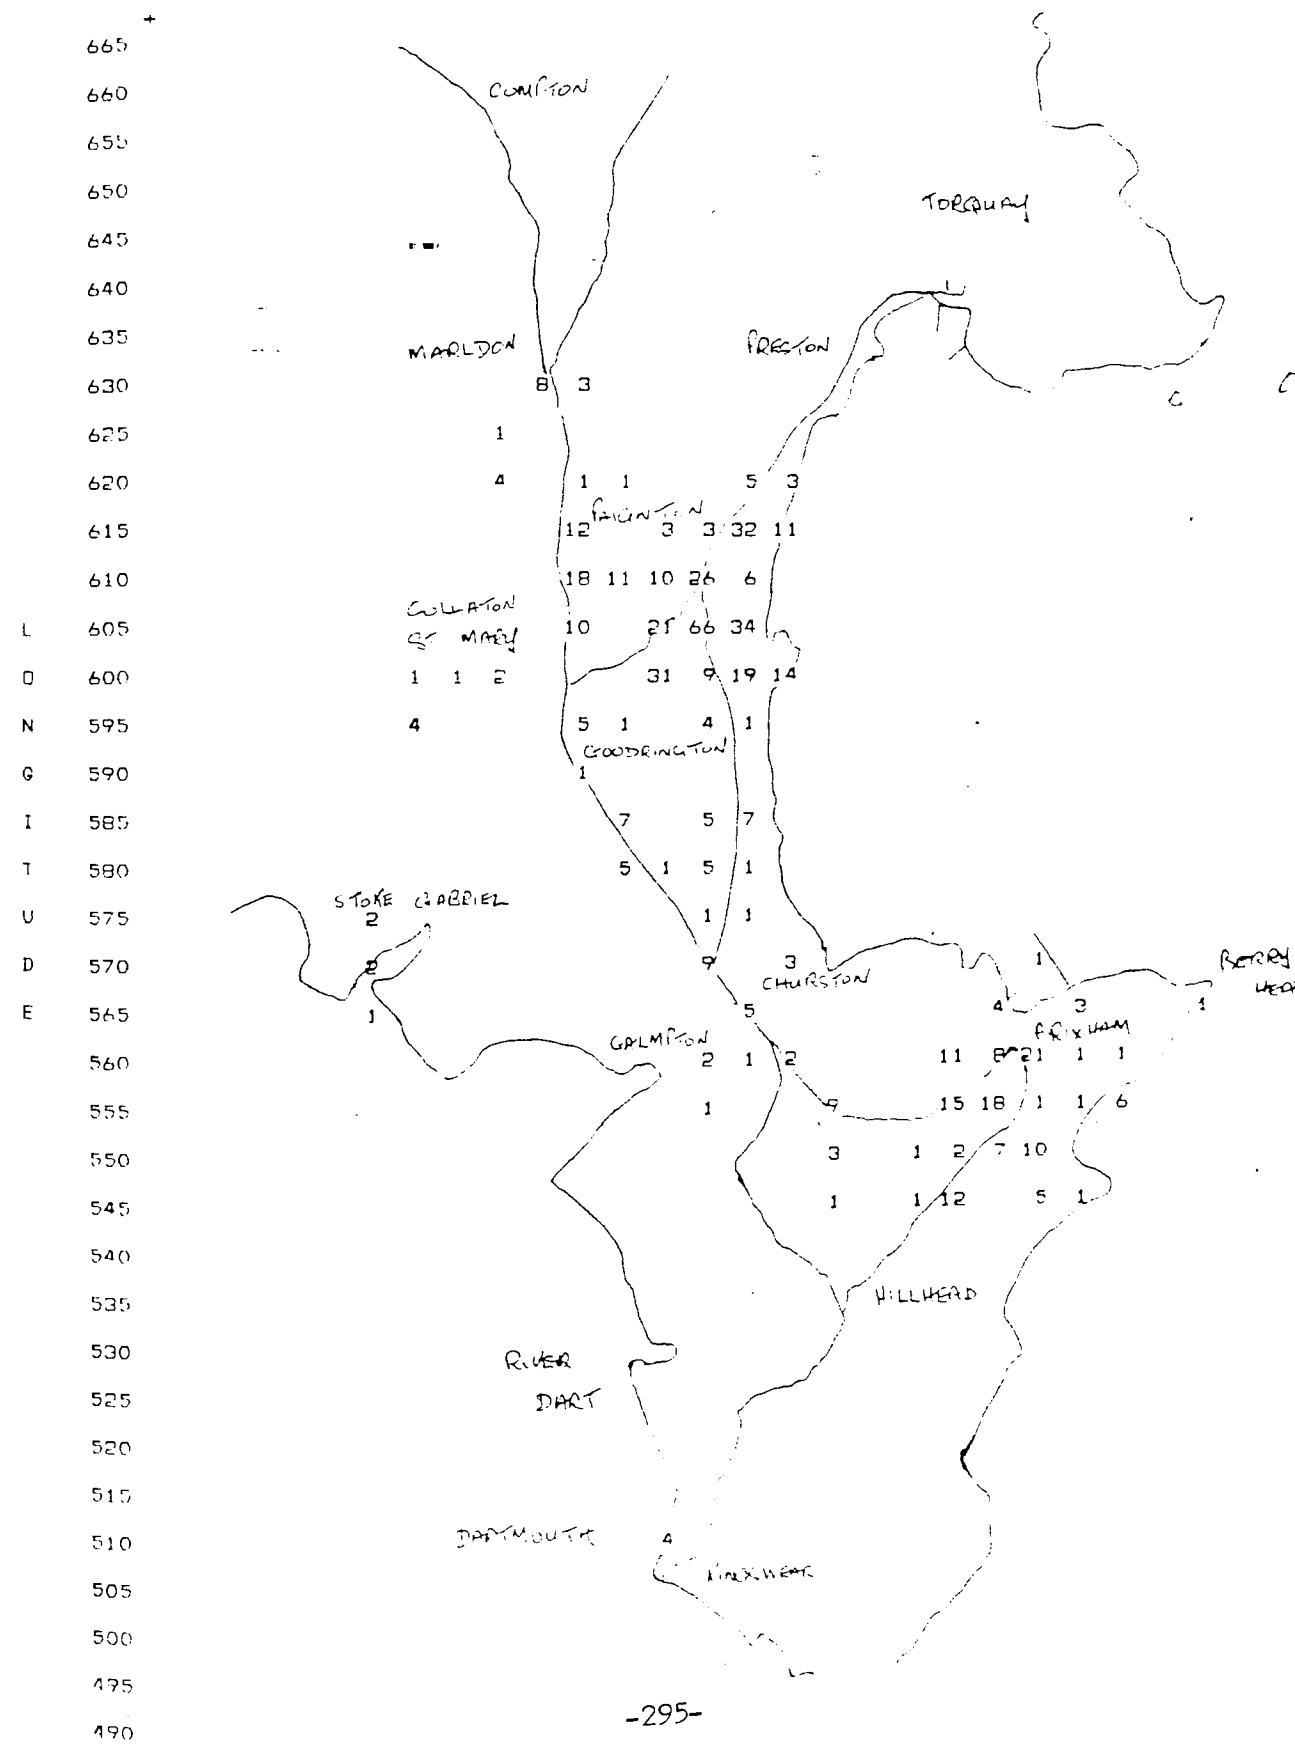 +
665
660 COMPTON
655
650 TORQUAY
645
640
635 MARLDON PRESTON
630 8 3
625 1
620 4 1 1 5 3
PAIGNTON
615 12 3 3 32 11
610 18 11 10 26 6
COLLATON
L 605 10 21 66 34
ST MARY
O 600 1 1 2 31 9 19 14
N 595 4 5 1 4 1
GOODRINGTON
G 590 1
I 585 7 5 7
T 580 5 1 5 1
STOKE GABRIEL
U 575 2 1 1
D 570 2 9 3 1 BERRY
CHURSTON
E 565 1 5 4 3 1
GALMPTON BRIXHAM
560 2 1 2 11 8 21 1 1
555 1 9 15 18 1 1 6
550 3 1 2 7 10
545 1 1 12 5 1
540
535 HILLHEAD
530 RIVER
525 DART
520
515
510 DARTMOUTH 4
505
500
495
490
-295-